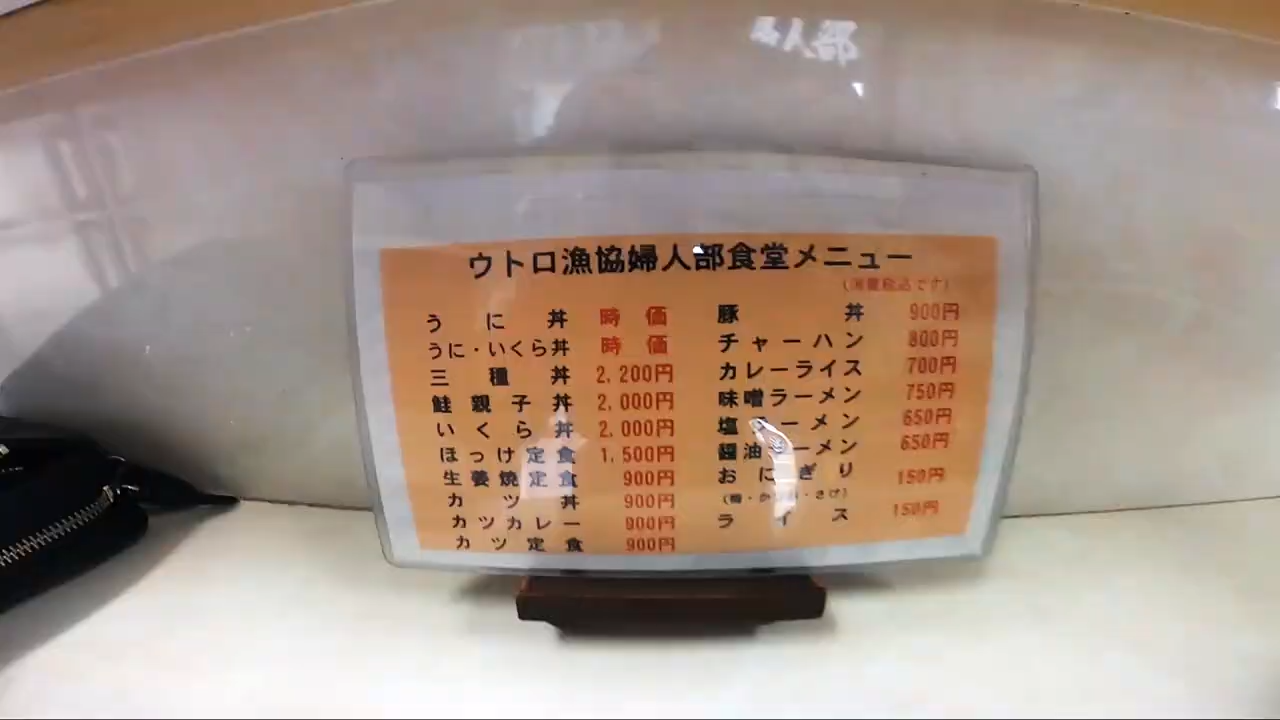 人部
ウトロ漁協婦人部食堂メニュー
(消費税込です)
うに丼 時価
うに・いくら丼 時価
三種丼 2,200円
鮭親子丼 2,000円
いくら丼 2,000円
ほっけ定食 1,500円
生姜焼定食 900円
カツ丼 900円
カツカレー 900円
カツ定食 900円
豚丼 900円
チャーハン 800円
カレーライス 700円
味噌ラーメン 750円
塩ラーメン 650円
醤油ラーメン 650円
おにぎり 150円
(梅・かつお・さけ)
ライス 150円